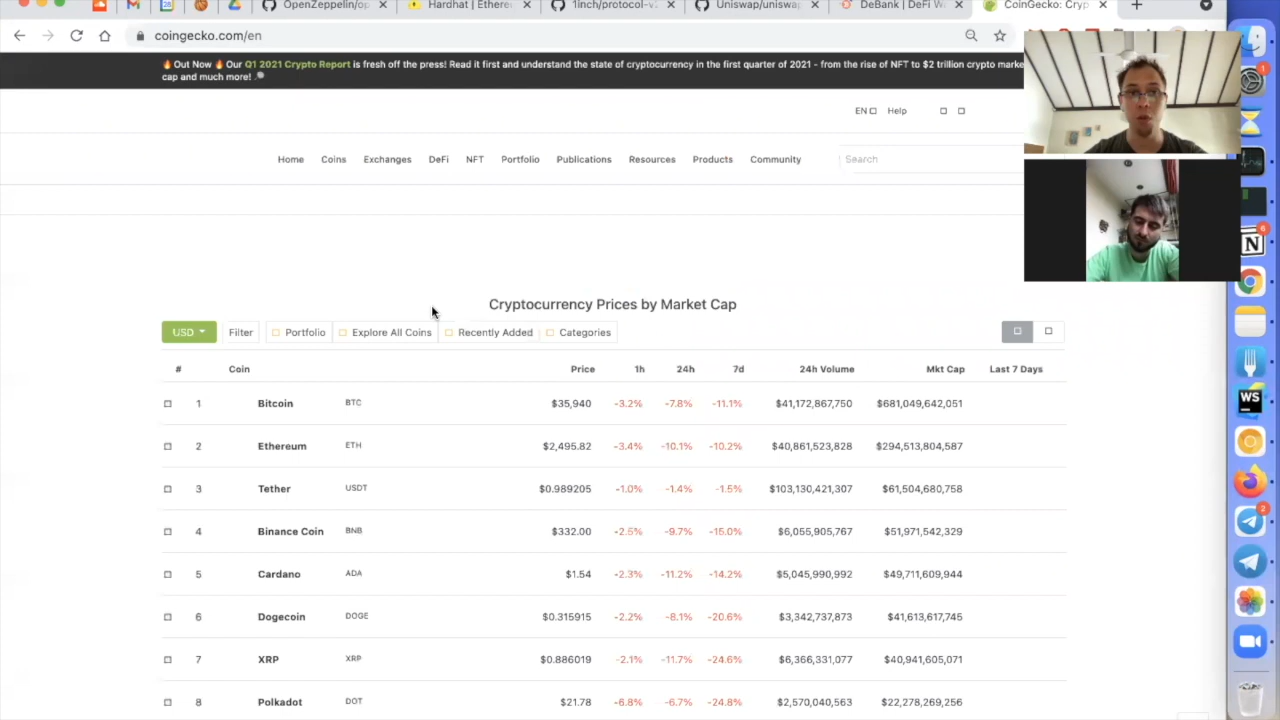 OpenZeppelin/op
Hardhat | Ethere
1inch/protocol-v
Uniswap/uniswa
DeBank | DeFi W
CoinGecko: Cryp
coingecko.com/en
🔥Out Now 🔥 Our Q1 2021 Crypto Report is fresh off the press! Read it first and understand the state of cryptocurrency in the first quarter of 2021 - from the rise of NFT to $2 trillion crypto marke
cap and much more!
EN Help
Home Coins Exchanges DeFi NFT Portfolio Publications Resources Products Community Search
Cryptocurrency Prices by Market Cap
USD Filter Portfolio Explore All Coins Recently Added Categories
# Coin Price 1h 24h 7d 24h Volume Mkt Cap Last 7 Days
1 Bitcoin BTC $35,940 -3.2% -7.8% -11.1% $41,172,867,750 $681,049,642,051
2 Ethereum ETH $2,495.82 -3.4% -10.1% -10.2% $40,861,523,828 $294,513,804,587
3 Tether USDT $0.989205 -1.0% -1.4% -1.5% $103,130,421,307 $61,504,680,758
4 Binance Coin BNB $332.00 -2.5% -9.7% -15.0% $6,055,905,767 $51,971,542,329
5 Cardano ADA $1.54 -2.3% -11.2% -14.2% $5,045,990,992 $49,711,609,944
6 Dogecoin DOGE $0.315915 -2.2% -8.1% -20.6% $3,342,737,873 $41,613,617,745
7 XRP XRP $0.886019 -2.1% -11.7% -24.6% $6,366,331,077 $40,941,605,071
8 Polkadot DOT $21.78 -6.8% -6.7% -24.8% $2,570,040,563 $22,278,269,256
1
6
N
WS
2